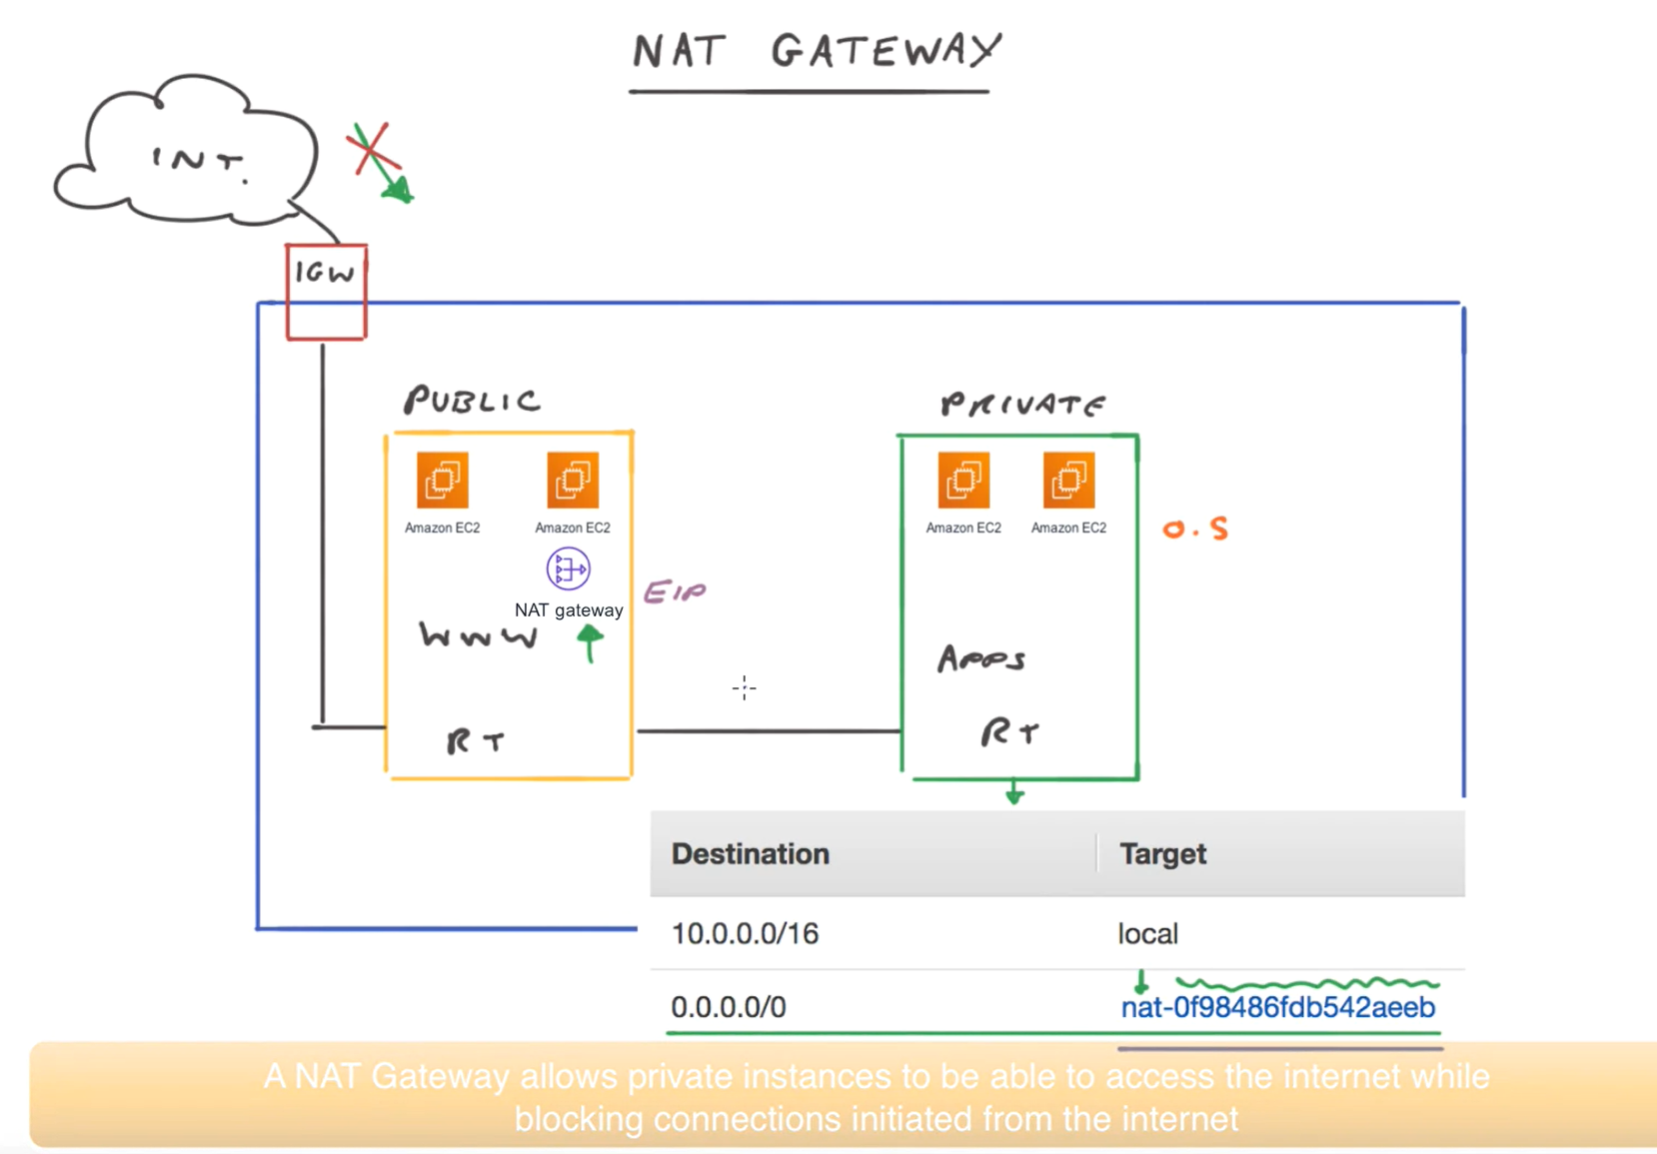 NAT GATEWAY
INT.
IGW
PUBLIC
PRIVATE
Amazon EC2
Amazon EC2
Amazon EC2
Amazon EC2
O.S
NAT gateway
EIP
WWW
APPS
RT
RT
Destination Target
10.0.0.0/16 local
0.0.0.0/0 nat-0f98486fdb542aeeb
A NAT Gateway allows private instances to be able to access the internet while
blocking connections initiated from the internet